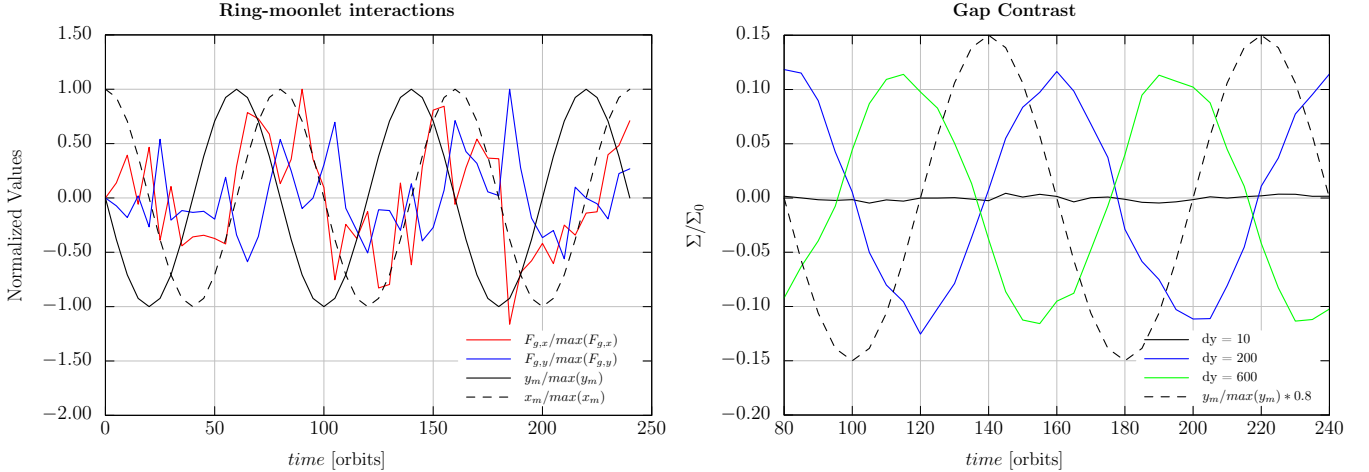 Ring-moonlet interactions
1.50
1.00
0.50
0.00
−0.50
−1.00
−1.50
−2.00
Normalized Values
0
50
100
150
200
250
time [orbits]
F_{g,x}/max(F_{g,x})
F_{g,y}/max(F_{g,y})
y_m/max(y_m)
x_m/max(x_m)
Gap Contrast
0.15
0.10
0.05
0.00
−0.05
−0.10
−0.15
−0.20
Σ/Σ_0
80
100
120
140
160
180
200
220
240
time [orbits]
dy = 10
dy = 200
dy = 600
y_m/max(y_m) * 0.8